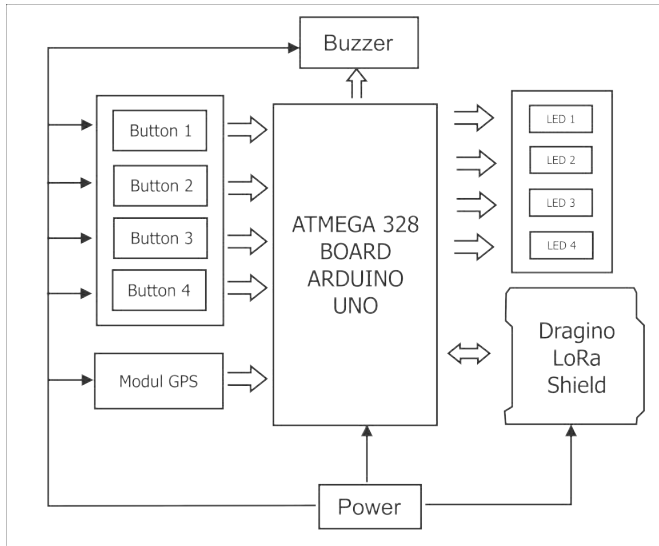 Buzzer
Button 1
Button 2
Button 3
Button 4
Modul GPS
ATMEGA 328
BOARD
ARDUINO
UNO
LED 1
LED 2
LED 3
LED 4
Dragino
LoRa
Shield
Power